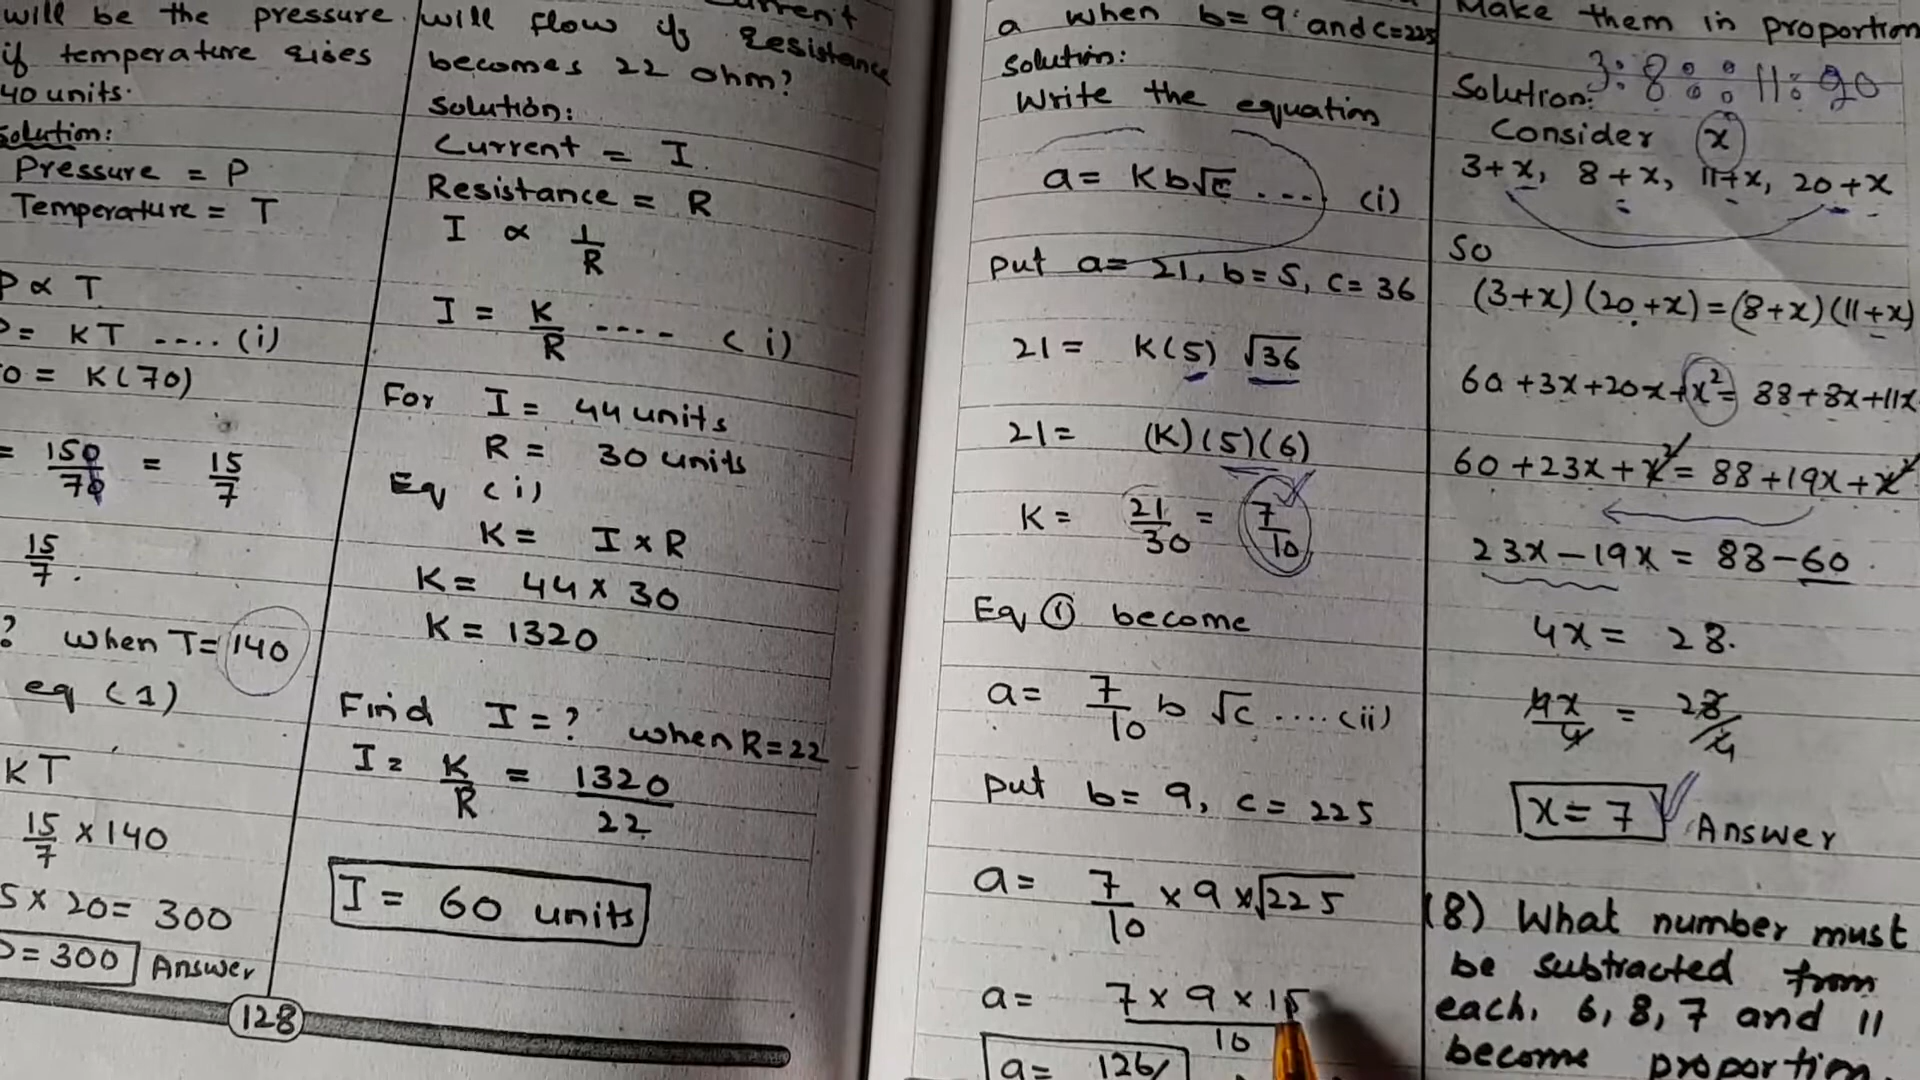 will be the pressure
if temperature rises
40 units.
Solution:
Pressure = P
Temperature = T
P ∝ T
P = KT .... (i)
= K(70)
= 150/70 = 15/7
15/7 .
? when T= 140
eq (1)
KT
15/7 × 140
5 × 20 = 300
P = 300 Answer
128
will flow if resistance
becomes 22 ohm?
Solution:
Current = I.
Resistance = R
I ∝ 1/R
I = K/R .... (i)
For I = 44 units
R = 30 units
Eq (i)
K = I × R
K = 44 × 30
K = 1320
Find I = ? when R = 22
I = K/R = 1320/22
I = 60 units
a when b = 9 and c = 225
Solution:
Write the equation
a = Kb√c .... (i)
put a = 21, b = 5, c = 36
21 = K(5) √36
21 = (K)(5)(6)
K = 21/30 = 7/10
Eq ① become
a = 7/10 b √c .... (ii)
put b = 9, c = 225
a = 7/10 × 9 × √225
a = 7 × 9 × 15/10
a =
Make them in proportion
3:8::11:20
Solution:
Consider x
3+x, 8+x, 11+x, 20+x
So
(3+x)(20+x)=(8+x)(11+x)
60+3x+20x+x²= 88+8x+11x
60+23x+x²= 88+19x+x²
23x-19x = 88-60.
4x = 28.
4x/4 = 28/4
x = 7 Answer
(8) What number must
be subtracted from
each, 6, 8, 7 and 11
become proportion.